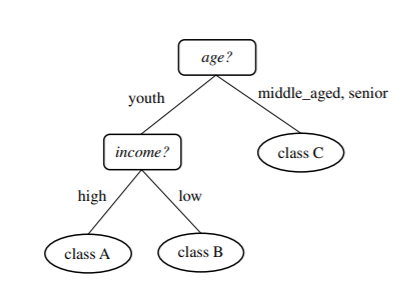 age?
youth
middle_aged, senior
income?
class C
high
low
class A
class B